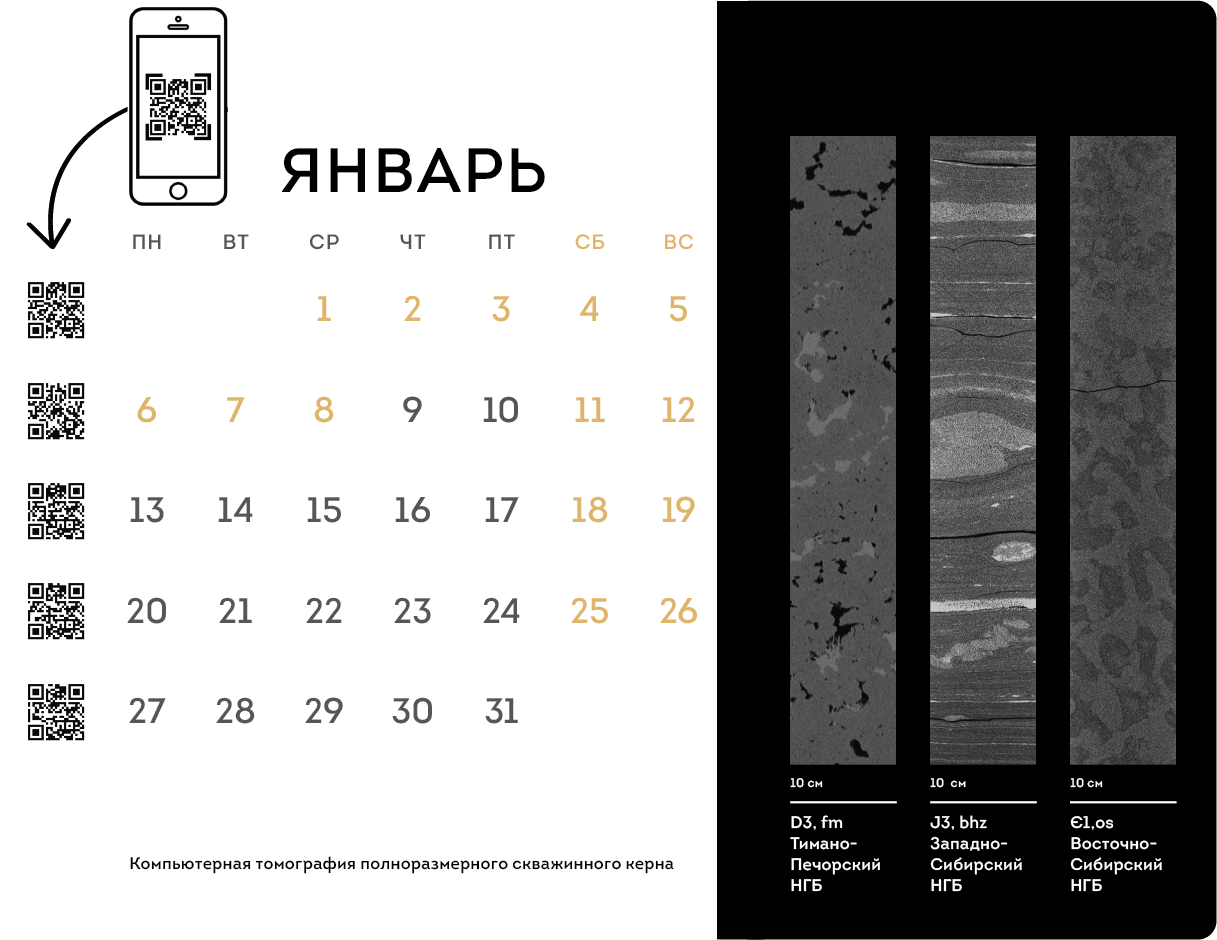 ЯНВАРЬ
ПН ВТ СР ЧТ ПТ СБ ВС
1 2 3 4 5
6 7 8 9 10 11 12
13 14 15 16 17 18 19
20 21 22 23 24 25 26
27 28 29 30 31
Компьютерная томография полноразмерного скважинного керна
10 см
D3, fm
Тимано-
Печорский
НГБ
10 см
J3, bhz
Западно-
Сибирский
НГБ
10 см
Є1,os
Восточно-
Сибирский
НГБ